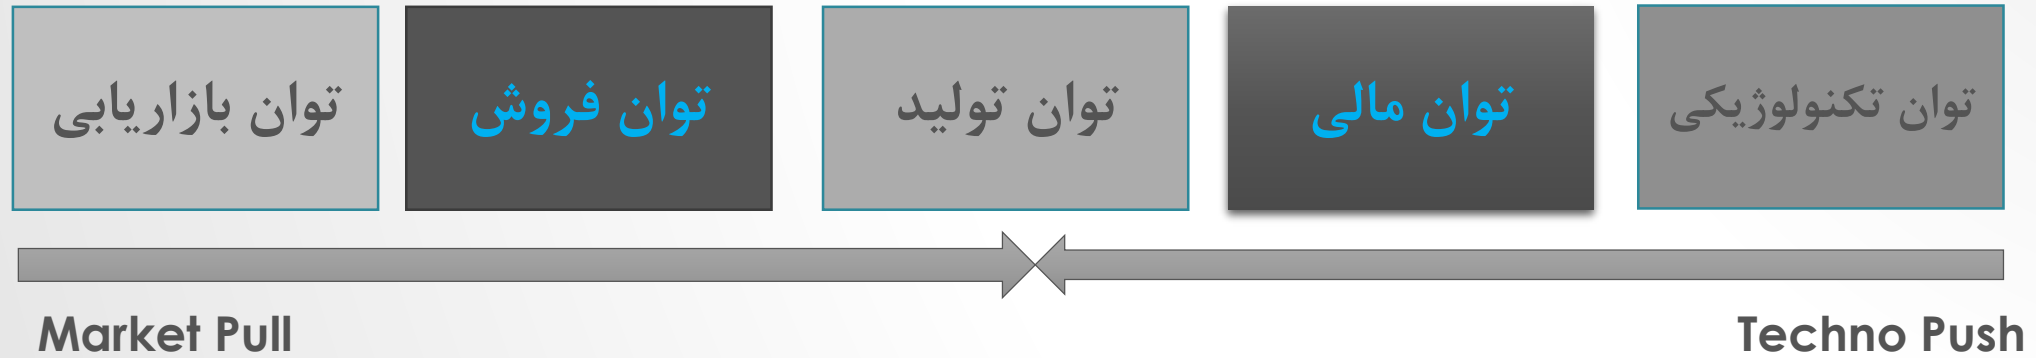 توان تکنولوژیکی
توان مالی
توان تولید
توان فروش
توان بازاریابی
Market Pull
Techno Push